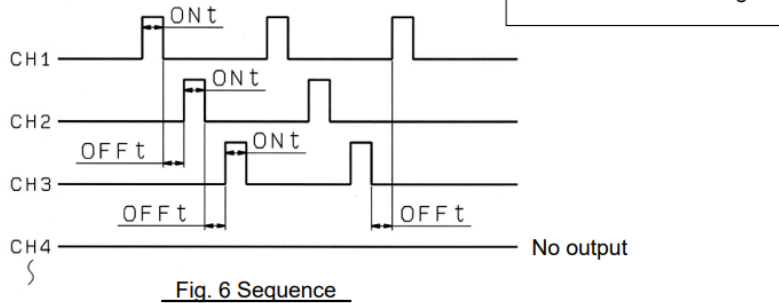 ONt
CH1
ONt
CH2
OFFt
ONt
CH3
OFFt
OFFt
CH4
No output
Fig. 6 Sequence